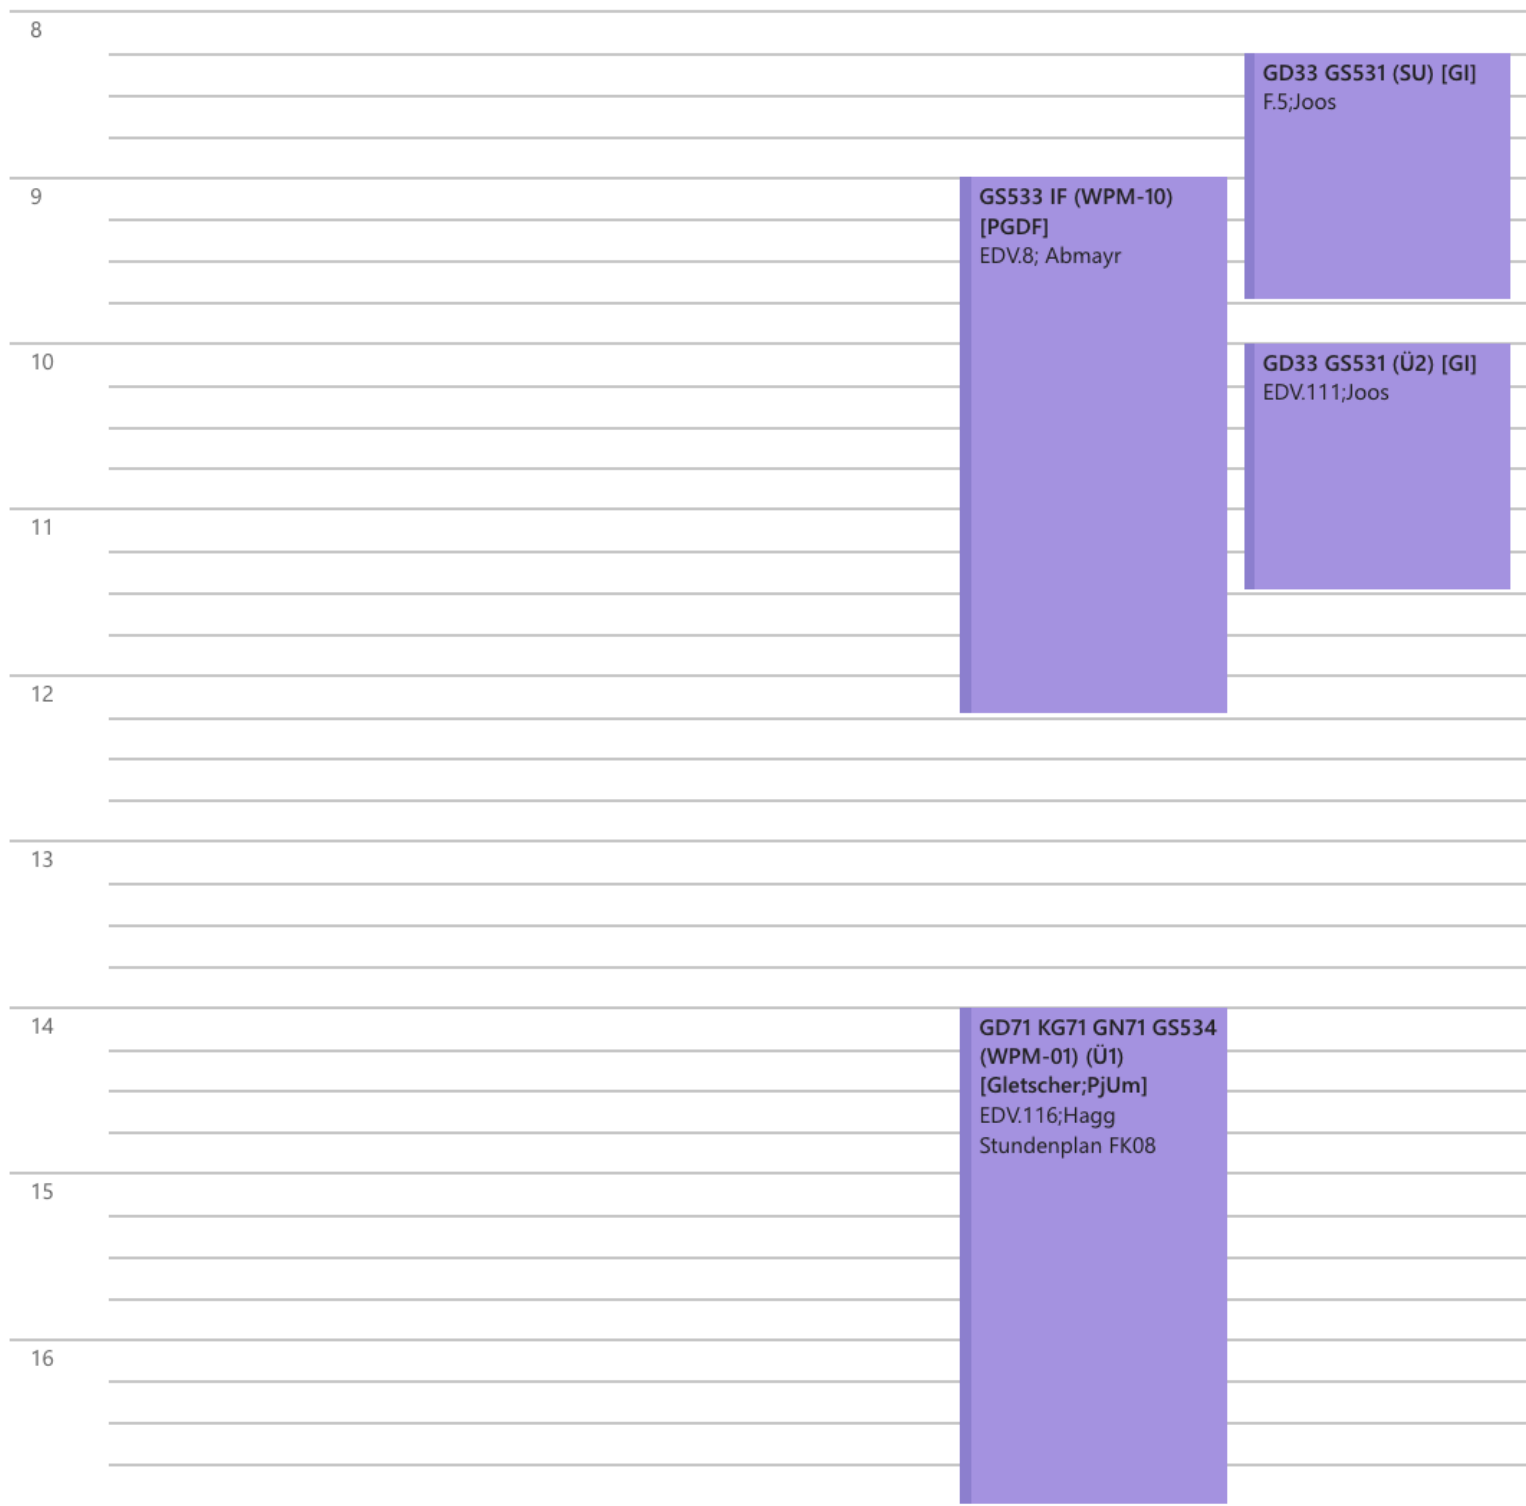 8
GD33 GS531 (SU) [GI]
F.5;Joos
9
GS533 IF (WPM-10)
[PGDF]
EDV.8; Abmayr
10
GD33 GS531 (Ü2) [GI]
EDV.111;Joos
11
12
13
14
GD71 KG71 GN71 GS534
(WPM-01) (Ü1)
[Gletscher;PjUm]
EDV.116;Hagg
Stundenplan FK08
15
16